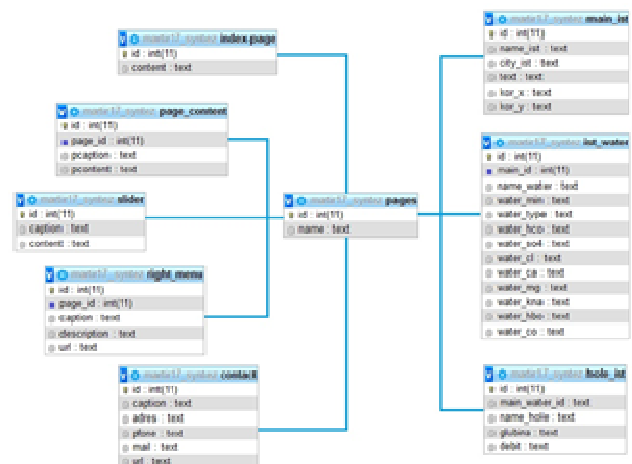 index.page
id : int(11)
content : text
page_content
id : int(11)
page_id : int(11)
pcaption : text
pcontent : text
slider
id : int(11)
caption : text
content : text
right_menu
id : int(11)
page_id : int(11)
caption : text
description : text
url : text
contact
id : int(11)
caption : text
adres : text
pfone : text
mail : text
url : text
pages
id : int(11)
name : text
main_ist
id : int(11)
name_ist : text
city_ist : text
text : text
kor_x : text
kor_y : text
ist_water
id : int(11)
main_id : int(11)
name_water : text
water_min : text
water_type : text
water_hco : text
water_so4 : text
water_cl : text
water_ca : text
water_mg : text
water_kna : text
water_hbo : text
water_co : text
hole_ist
id : int(11)
main_water_id : text
name_hole : text
glubina : text
debit : text